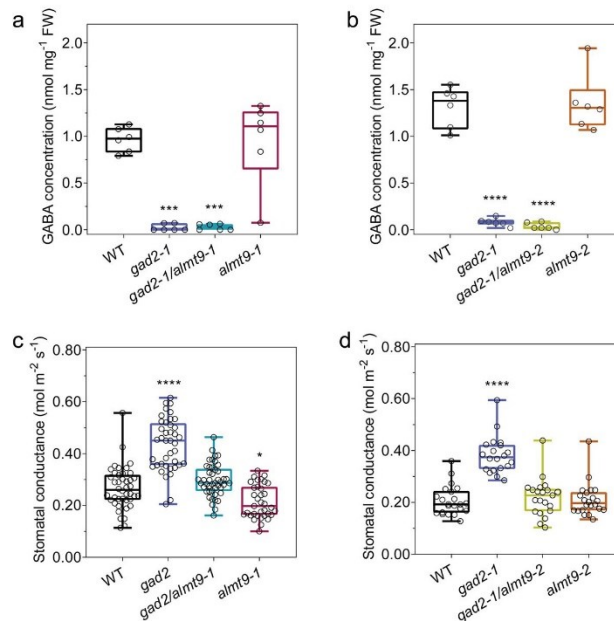 a
GABA concentration (nmol mg⁻¹ FW)
2.0
1.5
1.0
0.5
0.0
*** ***
WT gad2-1 gad2-1/almt9-1 almt9-1
b
GABA concentration (nmol mg⁻¹ FW)
2.0
1.5
1.0
0.5
0.0
**** ****
WT gad2-1 gad2-1/almt9-2 almt9-2
c
Stomatal conductance (mol m⁻² s⁻¹)
0.80
0.60
0.40
0.20
0.00
**** *
WT gad2 gad2/almt9-1 almt9-1
d
Stomatal conductance (mol m⁻² s⁻¹)
0.80
0.60
0.40
0.20
0.00
****
WT gad2-1 gad2-1/almt9-2 almt9-2